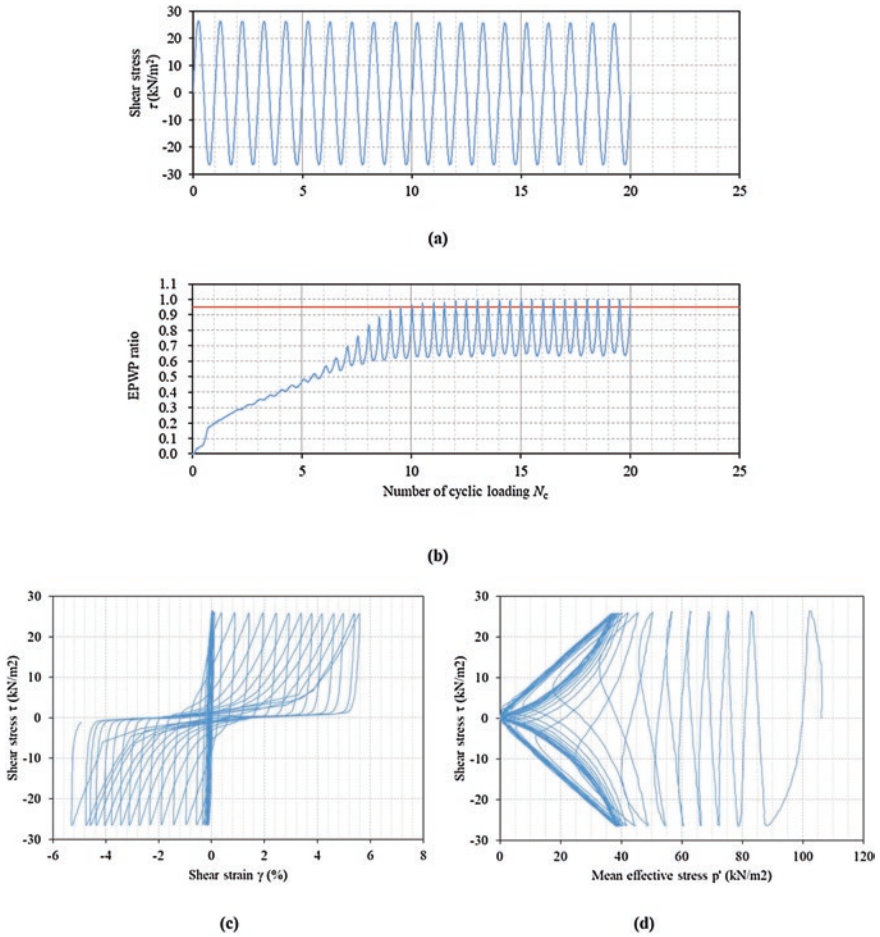 30
20
10
0
-10
-20
-30
Shear stress
τ (kN/m²)
0 5 10 15 20 25
(a)
1.1
1.0
0.9
0.8
0.7
0.6
0.5
0.4
0.3
0.2
0.1
0.0
EPWP ratio
0 5 10 15 20 25
Number of cyclic loading Nc
(b)
30
20
10
0
-10
-20
-30
Shear stress τ (kN/m2)
-6 -4 -2 0 2 4 6 8
Shear strain γ (%)
(c)
30
20
10
0
-10
-20
-30
Shear stress τ (kN/m2)
0 20 40 60 80 100 120
Mean effective stress p' (kN/m2)
(d)